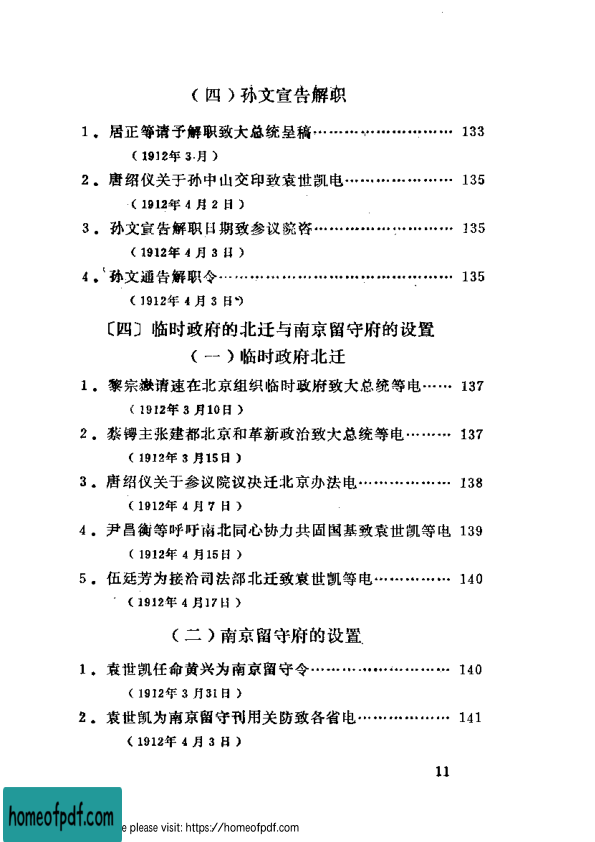 （四）孙文宣告解职
1．居正等请予解职致大总统呈稿…………………… 133
（1912年3月）
2．唐绍仪关于孙中山交印致袁世凯电………………… 135
（1912年4月2日）
3．孙文宣告解职日期致参议院咨…………………… 135
（1912年4月3日）
4．孙文通告解职令…………………………………… 135
（1912年4月3日）
〔四〕临时政府的北迁与南京留守府的设置
（一）临时政府北迁
1．黎宗嶽请速在北京组织临时政府致大总统等电…… 137
（1912年3月10日）
2．蔡锷主张建都北京和革新政治致大总统等电……… 137
（1912年3月15日）
3．唐绍仪关于参议院议决迁北京办法电……………… 138
（1912年4月7日）
4．尹昌衡等呼吁南北同心协力共固国基致袁世凯等电 139
（1912年4月15日）
5．伍廷芳为接洽司法部北迁致袁世凯等电…………… 140
（1912年4月17日）
（二）南京留守府的设置
1．袁世凯任命黄兴为南京留守令…………………… 140
（1912年3月31日）
2．袁世凯为南京留守刊用关防致各省电……………… 141
（1912年4月3日）
11
homeofpdf.com
e please visit: https://homeofpdf.com